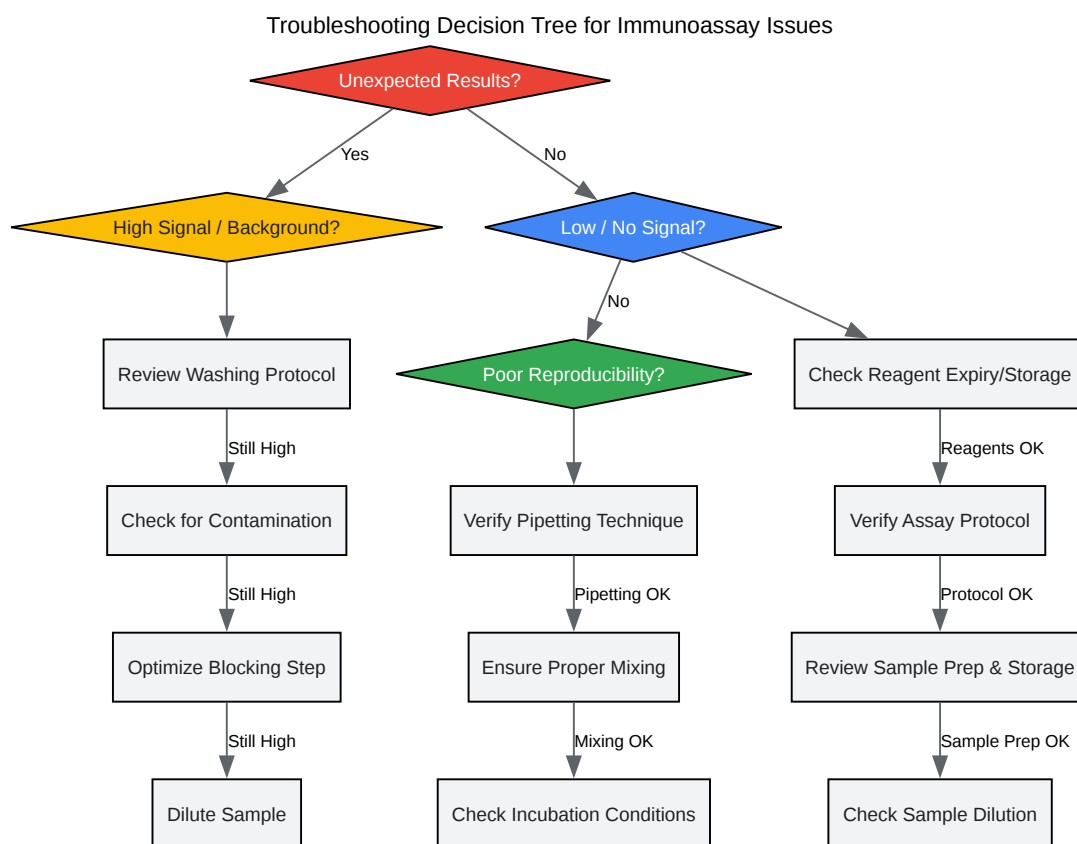 Troubleshooting Decision Tree for Immunoassay Issues
Unexpected Results?
Yes
No
High Signal / Background?
Low / No Signal?
No
Review Washing Protocol
Poor Reproducibility?
Check Reagent Expiry/Storage
Still High
Reagents OK
Check for Contamination
Verify Pipetting Technique
Verify Assay Protocol
Still High
Pipetting OK
Protocol OK
Optimize Blocking Step
Ensure Proper Mixing
Review Sample Prep & Storage
Still High
Mixing OK
Sample Prep OK
Dilute Sample
Check Incubation Conditions
Check Sample Dilution